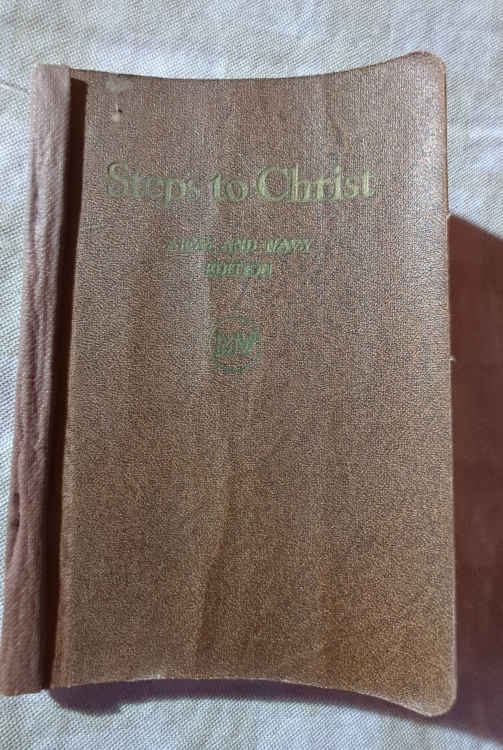 Steps to Christ
ARMY AND NAVY
EDITION